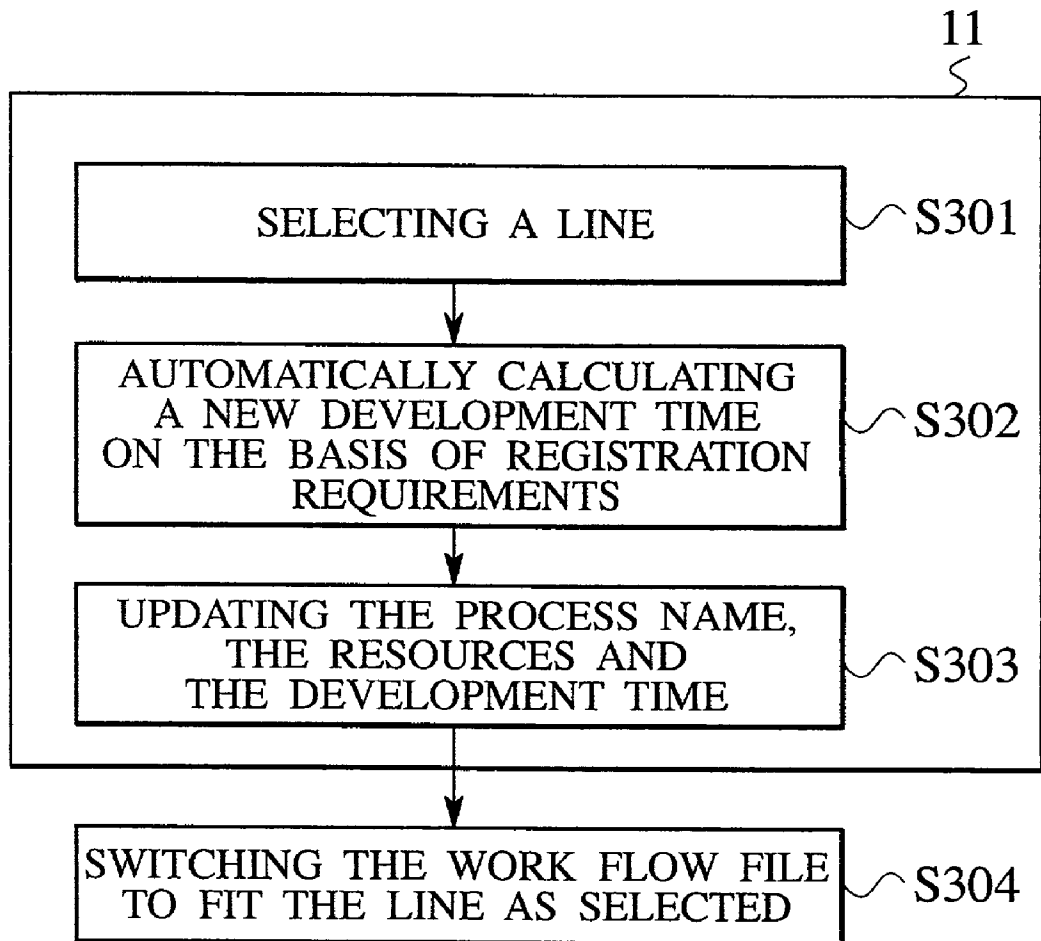 11
SELECTING A LINE
S301
AUTOMATICALLY CALCULATING
A NEW DEVELOPMENT TIME
ON THE BASIS OF REGISTRATION
REQUIREMENTS
S302
UPDATING THE PROCESS NAME,
THE RESOURCES AND
THE DEVELOPMENT TIME
S303
SWITCHING THE WORK FLOW FILE
TO FIT THE LINE AS SELECTED
S304